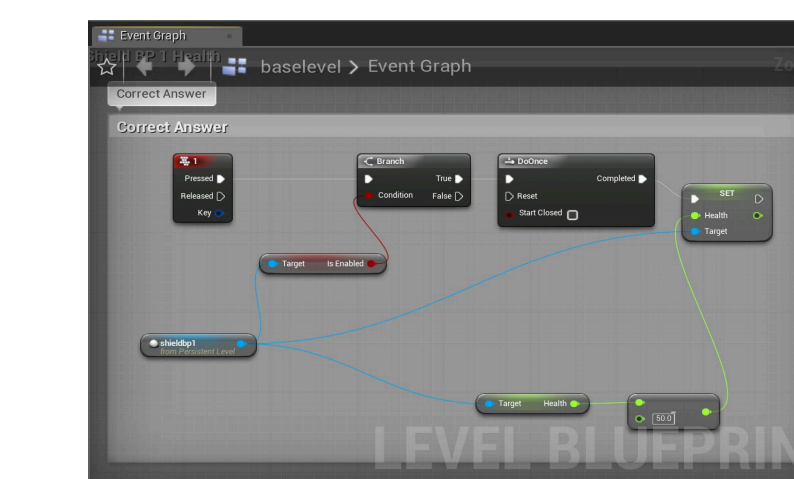 Event Graph
Shield BP 1 Health
baselevel > Event Graph
Zo
Correct Answer
Correct Answer
1
Pressed
Released
Key
Branch
True
Condition
False
DoOnce
Completed
Reset
Start Closed
SET
Health
Target
Target
Is Enabled
shieldbp1
from Persistent Level
Target
Health
50.0
LEVEL BLUEPRIN